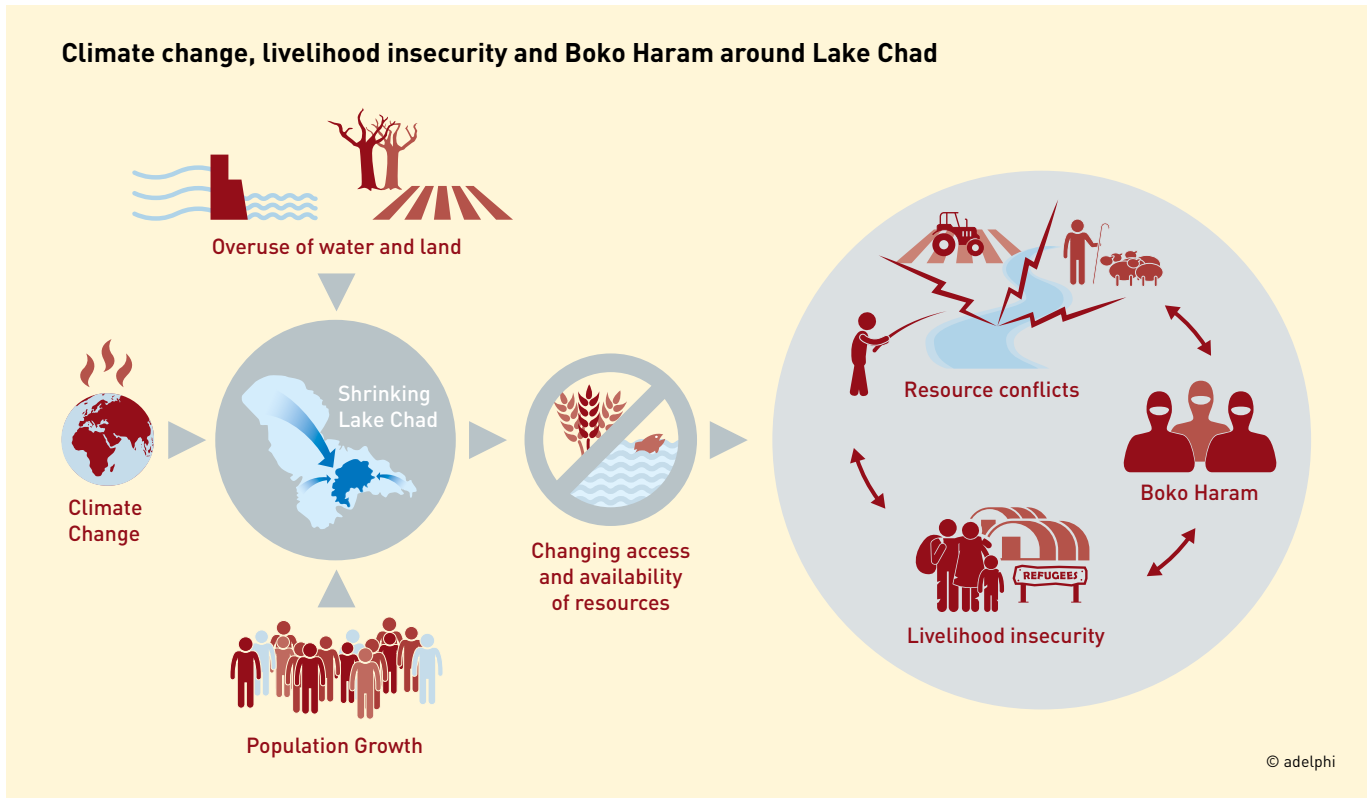 Climate change, livelihood insecurity and Boko Haram around Lake Chad
Overuse of water and land
Climate
Change
Shrinking
Lake Chad
Population Growth
Changing access
and availability
of resources
Resource conflicts
Boko Haram
REFUGEES
Livelihood insecurity
© adelphi